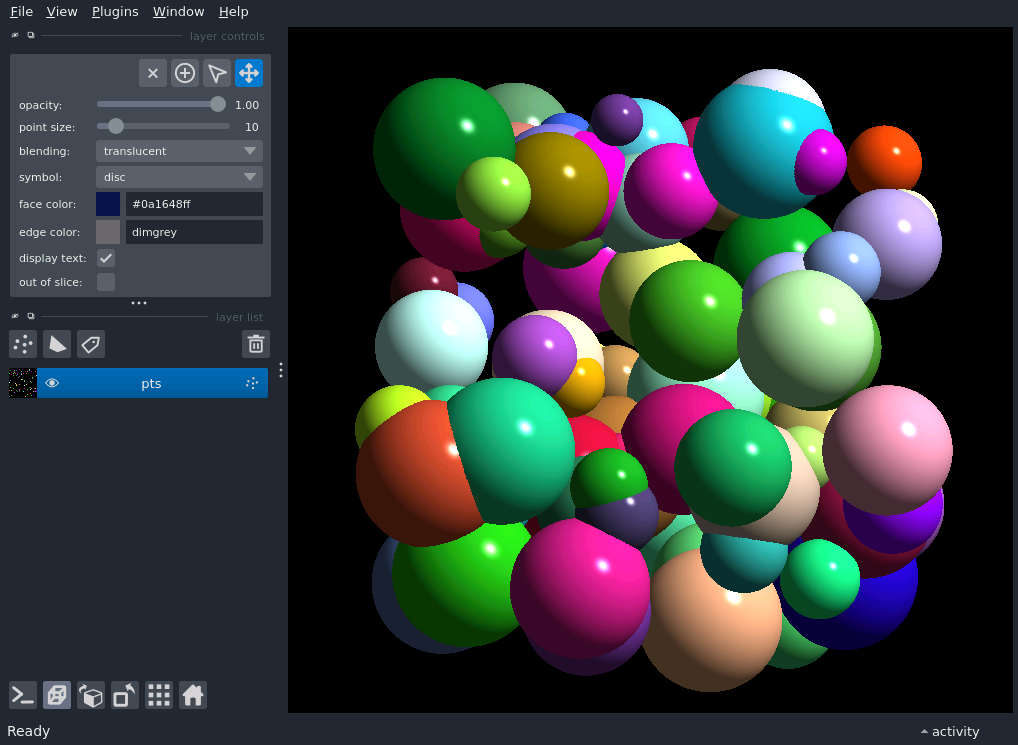 File View Plugins Window Help
layer controls
opacity: 1.00
point size: 10
blending: translucent
symbol: disc
face color: #0a1648ff
edge color: dimgrey
display text:
out of slice:
layer list
pts
Ready
activity